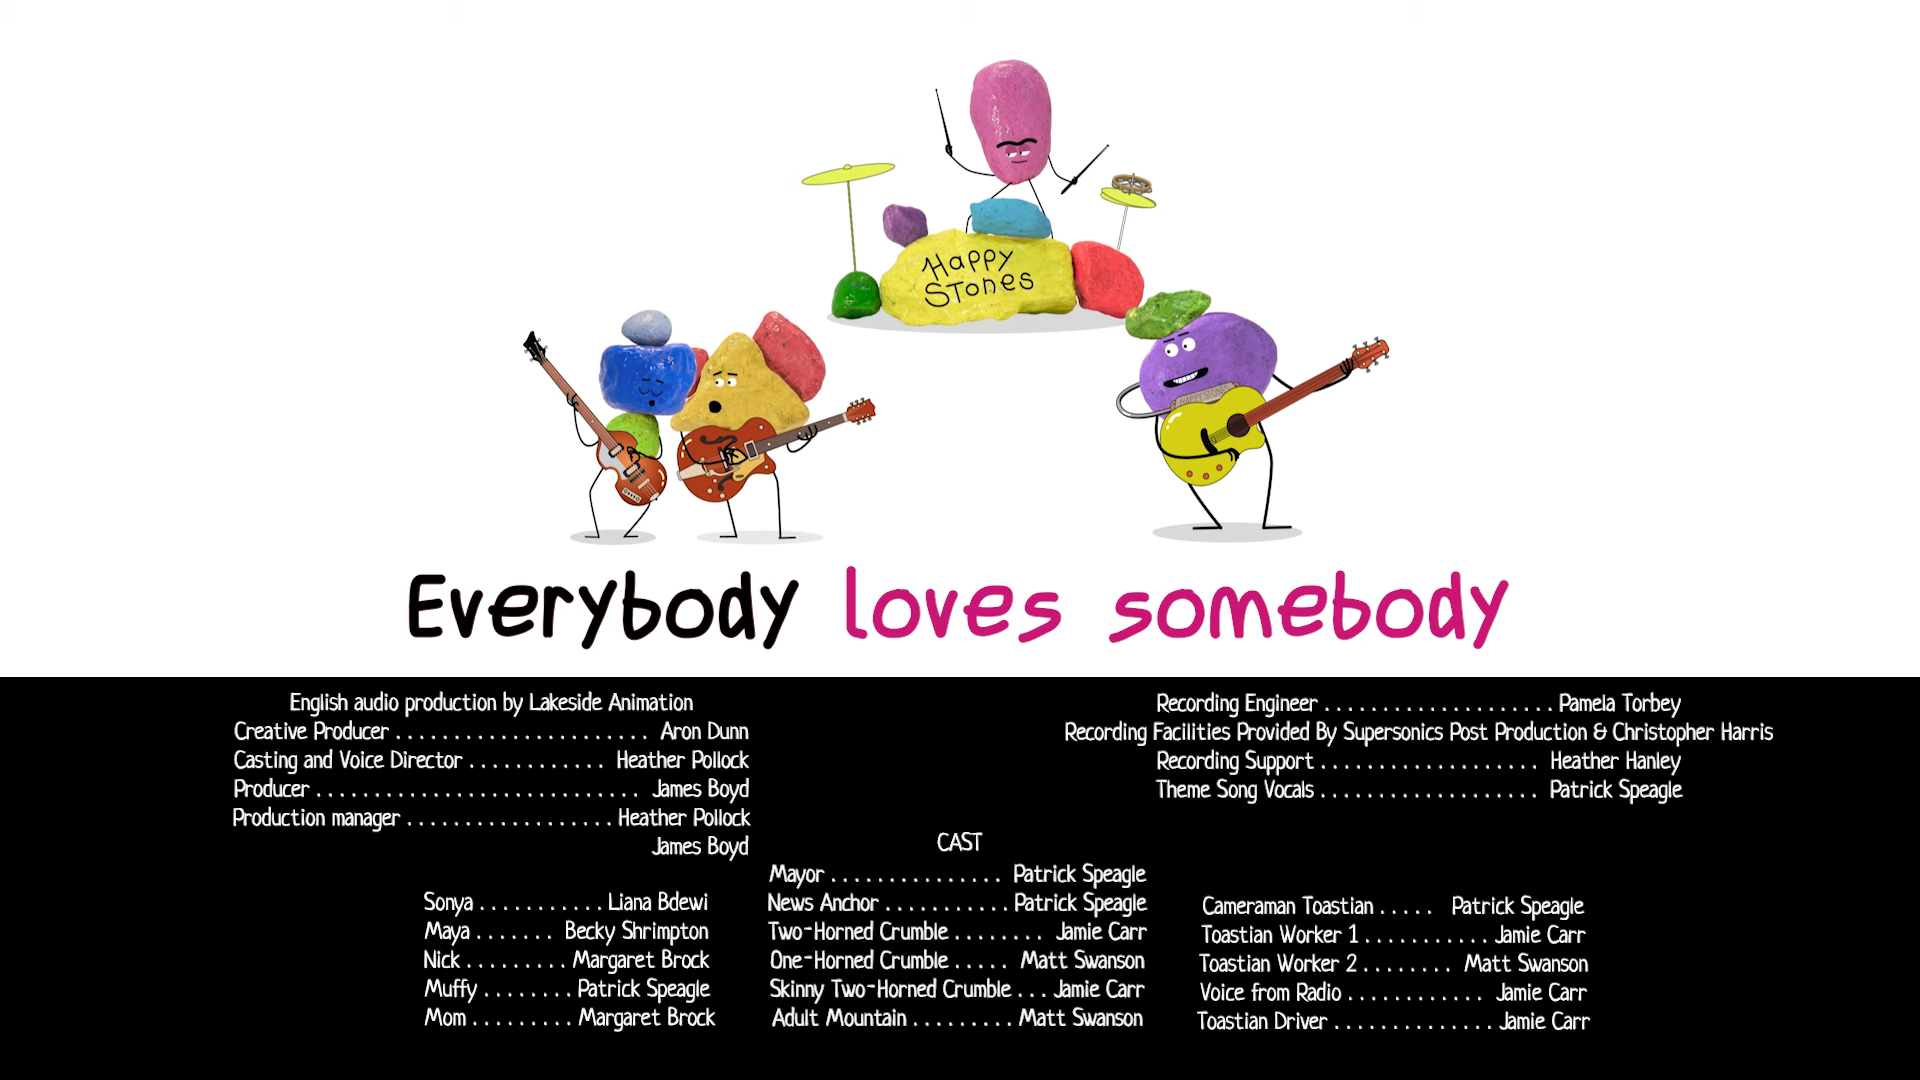 Happy
Stones
HAPPY STONES
Everybody loves somebody
English audio production by Lakeside Animation
Creative Producer . . . . . . . . . . . . . . . . . . . . . . Aron Dunn
Casting and Voice Director . . . . . . . . . . . . Heather Pollock
Producer . . . . . . . . . . . . . . . . . . . . . . . . . . . . James Boyd
Production manager . . . . . . . . . . . . . . . . . . Heather Pollock
James Boyd
Recording Engineer . . . . . . . . . . . . . . . . . . . . Pamela Torbey
Recording Facilities Provided By Supersonics Post Production & Christopher Harris
Recording Support . . . . . . . . . . . . . . . . . . . Heather Hanley
Theme Song Vocals . . . . . . . . . . . . . . . . . . . Patrick Speagle
CAST
Sonya . . . . . . . . . . . Liana Bdewi
Maya . . . . . . . Becky Shrimpton
Nick . . . . . . . . . Margaret Brock
Muffy . . . . . . . . Patrick Speagle
Mom . . . . . . . . . Margaret Brock
Mayor . . . . . . . . . . . . . . . Patrick Speagle
News Anchor . . . . . . . . . . . Patrick Speagle
Two-Horned Crumble . . . . . . . . Jamie Carr
One-Horned Crumble . . . . . Matt Swanson
Skinny Two-Horned Crumble . . . Jamie Carr
Adult Mountain . . . . . . . . . Matt Swanson
Cameraman Toastian . . . . . Patrick Speagle
Toastian Worker 1 . . . . . . . . . . . Jamie Carr
Toastian Worker 2 . . . . . . . . Matt Swanson
Voice from Radio . . . . . . . . . . . . Jamie Carr
Toastian Driver . . . . . . . . . . . . . . Jamie Carr